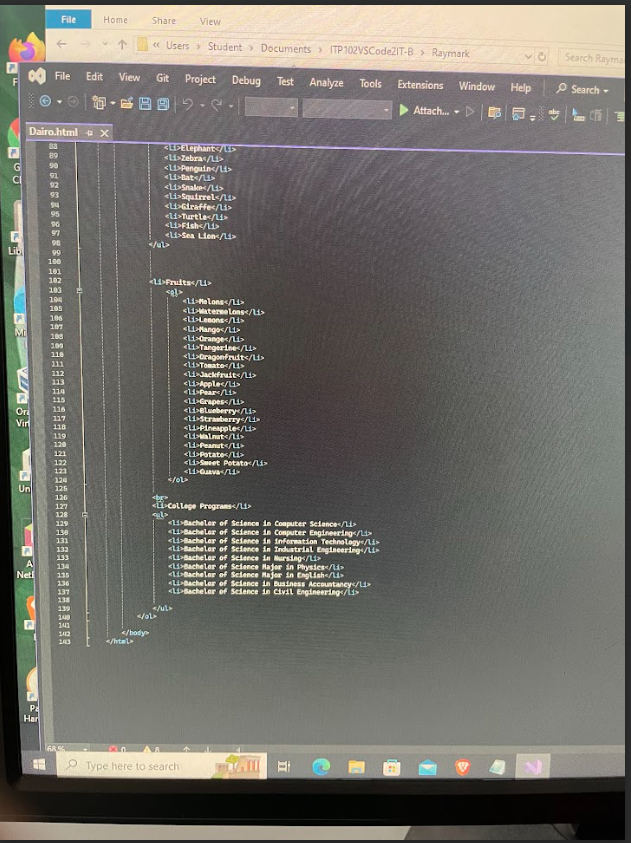 File Home Share View
« Users > Student > Documents > ITP102VSCode2IT-B > Raymark
Search Rayma
File Edit View Git Project Debug Test Analyze Tools Extensions Window Help Search
Attach...
Dairo.html
88 <li>Elephant</li>
89 <li>Zebra</li>
90 <li>Penguin</li>
91 <li>Bat</li>
92 <li>Snake</li>
93 <li>Squirrel</li>
94 <li>Giraffe</li>
95 <li>Turtle</li>
96 <li>Fish</li>
97 <li>Sea Lion</li>
98 </ul>
99
100
101
102 <li>Fruits</li>
103 <ol>
104 <li>Melons</li>
105 <li>Watermelons</li>
106 <li>Lemons</li>
107 <li>Mango</li>
108 <li>Orange</li>
109 <li>Tangerine</li>
110 <li>Dragonfruit</li>
111 <li>Tomato</li>
112 <li>Jackfruit</li>
113 <li>Apple</li>
114 <li>Pear</li>
115 <li>Grapes</li>
116 <li>Blueberry</li>
117 <li>Strawberry</li>
118 <li>Pineapple</li>
119 <li>Walnut</li>
120 <li>Peanut</li>
121 <li>Potato</li>
122 <li>Sweet Potato</li>
123 <li>Guava</li>
124 </ol>
125
126 <br>
127 <li>College Programs</li>
128 <ul>
129 <li>Bachelor of Science in Computer Science</li>
130 <li>Bachelor of Science in Computer Engineering</li>
131 <li>Bachelor of Science in Information Technology</li>
132 <li>Bachelor of Science in Industrial Engineering</li>
133 <li>Bachelor of Science in Nursing</li>
134 <li>Bachelor of Science Major in Physics</li>
135 <li>Bachelor of Science Major in English</li>
136 <li>Bachelor of Science in Business Accountancy</li>
137 <li>Bachelor of Science in Civil Engineering</li>
138
139 </ul>
140 </ol>
141
142 </body>
143 </html>
68 % 0 8
Type here to search